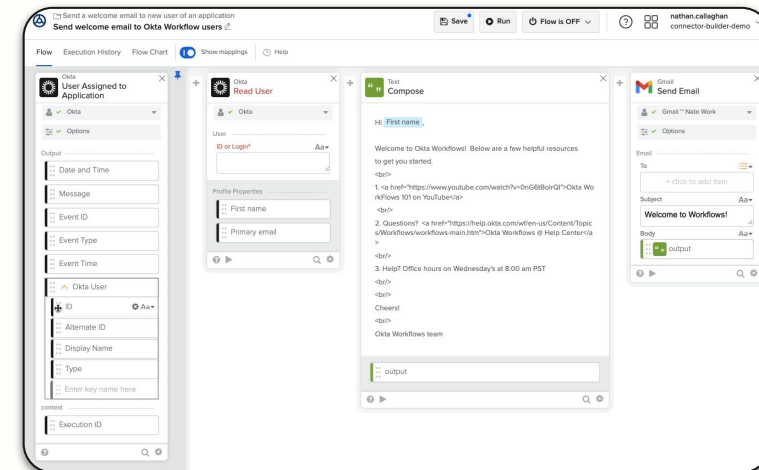 Send a welcome email to new user of an application
Send welcome email to Okta Workflow users
Save
Run
Flow is OFF
nathan.callaghan
connector-builder-demo
Flow
Execution History
Flow Chart
Show mappings
Help
Okta
User Assigned to
Application
Okta
Options
Output
Date and Time
Message
Event ID
Event Type
Event Time
Okta User
ID
Aa
Alternate ID
Display Name
Type
Enter key name here
context
Execution ID
Okta
Read User
Okta
User
ID or Login*
Aa
Profile Properties
First name
Primary email
Text
Compose
Hi First name ,
Welcome to Okta Workflows! Below are a few helpful resources
to get you started.
<br/>
1. <a href="https://www.youtube.com/watch?v=0nG6tBoirQI">Okta Wo
rkFlows 101 on YouTube</a>
<br/>
2. Questions? <a href="https://help.okta.com/wf/en-us/Content/Topic
s/Workflows/workflows-main.htm">Okta Workflows @ Help Center</a
>
<br/>
3. Help? Office hours on Wednesday's at 8:00 am PST
<br/>
<br/>
Cheers!
<br/>
Okta Workflows team
output
Gmail
Send Email
Gmail ~ Nate Work
Options
Email
To
+ click to add item
Subject
Aa
Welcome to Workflows!
Body
Aa
output